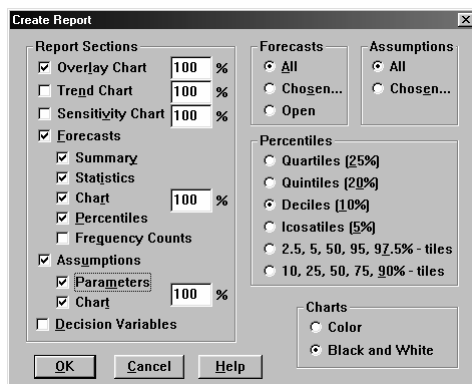 Create Report
Report Sections
Overlay Chart 100 %
Trend Chart 100 %
Sensitivity Chart 100 %
Forecasts
Summary
Statistics
Chart 100 %
Percentiles
Frequency Counts
Assumptions
Parameters
Chart 100 %
Decision Variables
Forecasts
All
Chosen...
Open
Assumptions
All
Chosen...
Percentiles
Quartiles (25%)
Quintiles (20%)
Deciles (10%)
Icosatiles (5%)
2.5, 5, 50, 95, 97.5% - tiles
10, 25, 50, 75, 90% - tiles
Charts
Color
Black and White
OK Cancel Help